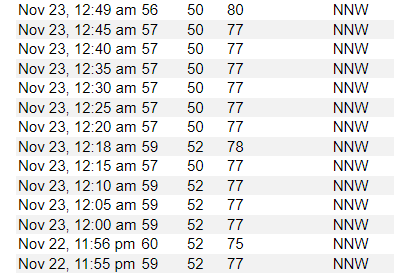 Nov 23, 12:49 am 56 50 80 NNW
Nov 23, 12:45 am 57 50 77 NNW
Nov 23, 12:40 am 57 50 77 NNW
Nov 23, 12:35 am 57 50 77 NNW
Nov 23, 12:30 am 57 50 77 NNW
Nov 23, 12:25 am 57 50 77 NNW
Nov 23, 12:20 am 57 50 77 NNW
Nov 23, 12:18 am 59 52 78 NNW
Nov 23, 12:15 am 57 50 77 NNW
Nov 23, 12:10 am 59 52 77 NNW
Nov 23, 12:05 am 59 52 77 NNW
Nov 23, 12:00 am 59 52 77 NNW
Nov 22, 11:56 pm 60 52 75 NNW
Nov 22, 11:55 pm 59 52 77 NNW